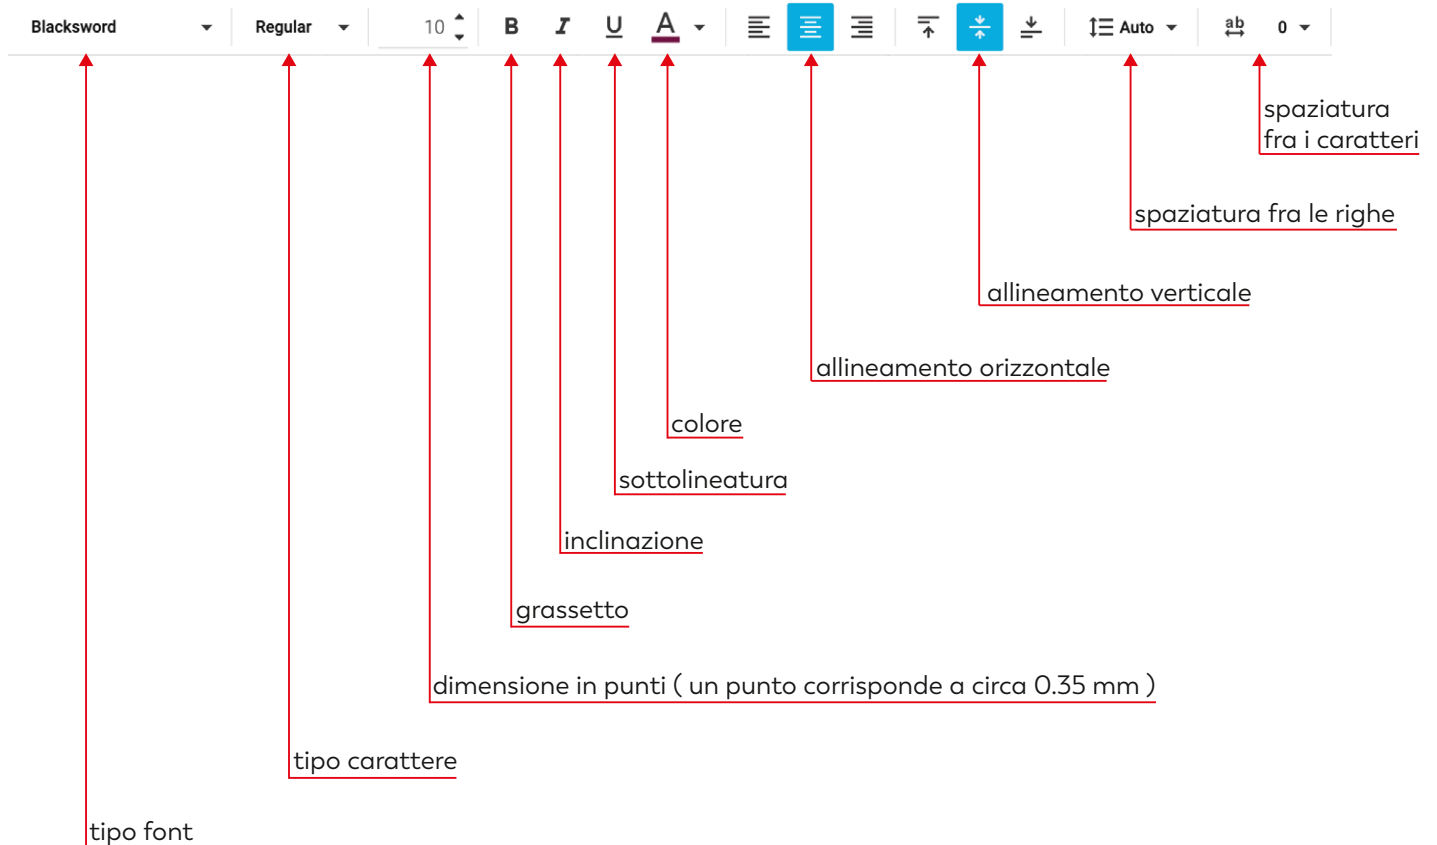 Blacksword Regular 10 B I U A Auto ab 0
spaziatura
fra i caratteri
spaziatura fra le righe
allineamento verticale
allineamento orizzontale
colore
sottolineatura
inclinazione
grassetto
dimensione in punti ( un punto corrisponde a circa 0.35 mm )
tipo carattere
tipo font